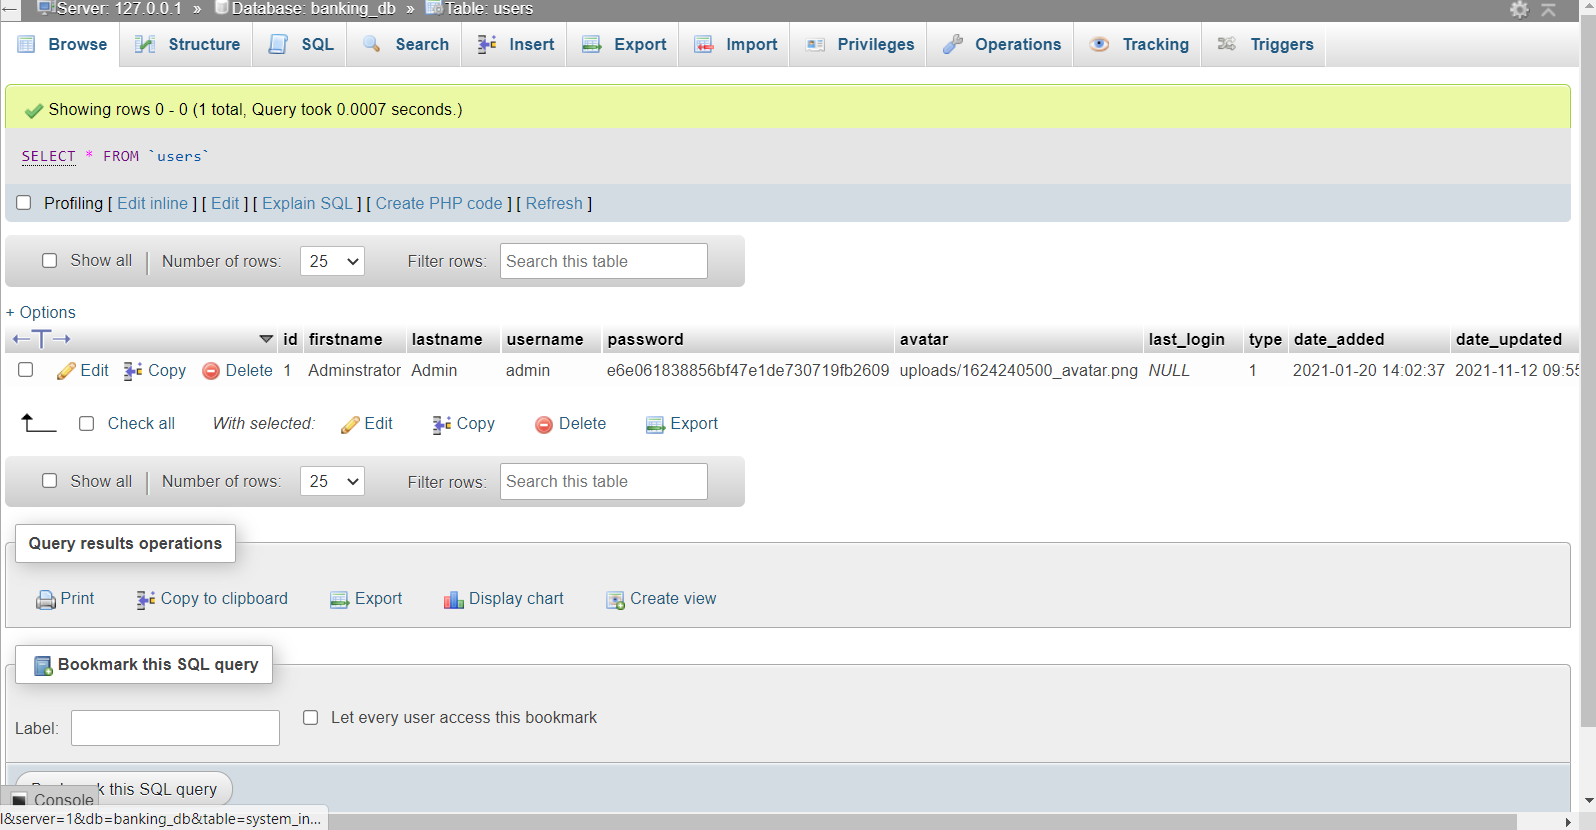 Server: 127.0.0.1 » Database: banking_db » Table: users
Browse Structure SQL Search Insert Export Import Privileges Operations Tracking Triggers
Showing rows 0 - 0 (1 total, Query took 0.0007 seconds.)
SELECT * FROM `users`
Profiling [ Edit inline ] [ Edit ] [ Explain SQL ] [ Create PHP code ] [ Refresh ]
Show all Number of rows: 25 Filter rows: Search this table
+ Options
id firstname lastname username password avatar last_login type date_added date_updated
Edit Copy Delete 1 Adminstrator Admin admin e6e061838856bf47e1de730719fb2609 uploads/1624240500_avatar.png NULL 1 2021-01-20 14:02:37 2021-11-12 09:55
Check all With selected: Edit Copy Delete Export
Show all Number of rows: 25 Filter rows: Search this table
Query results operations
Print Copy to clipboard Export Display chart Create view
Bookmark this SQL query
Label: Let every user access this bookmark
this SQL query
Console
l&server=1&db=banking_db&table=system_in...